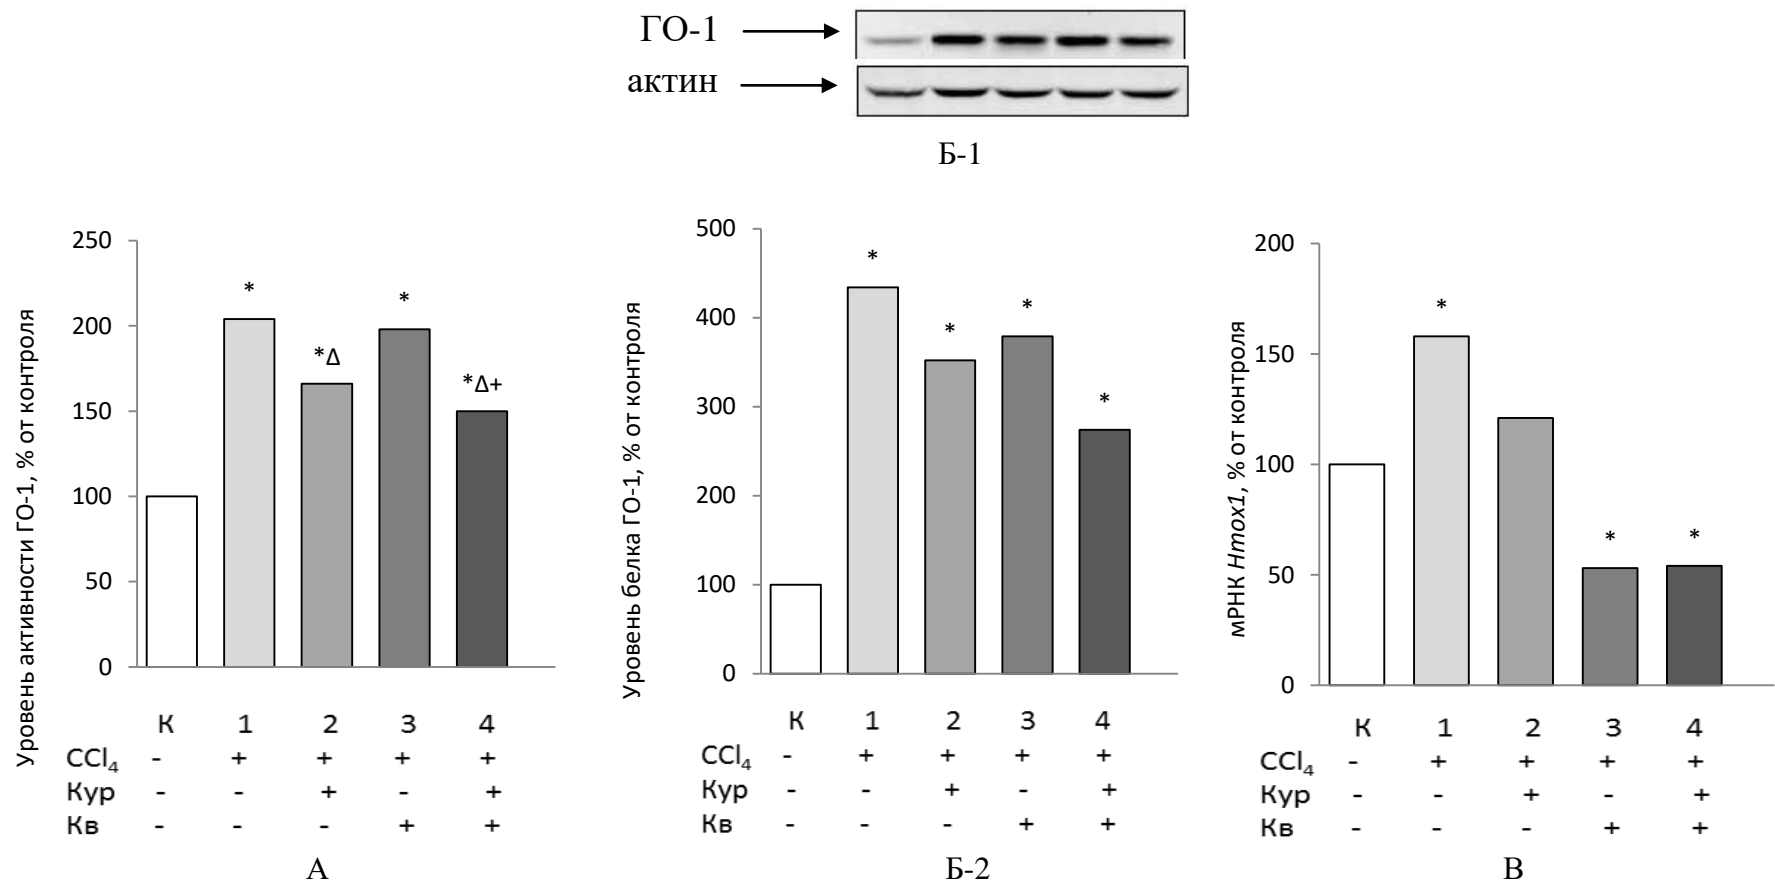 ГО-1
актин
Б-1
Уровень активности ГО-1, % от контроля
250
200
150
100
50
0
*
*Δ
*
*Δ+
К 1 2 3 4
CCl₄ - + + + +
Кур - - + - +
Кв - - - + +
А
Уровень белка ГО-1, % от контроля
500
400
300
200
100
0
*
*
*
*
К 1 2 3 4
CCl₄ - + + + +
Кур - - + - +
Кв - - - + +
Б-2
мРНК Hmox1, % от контроля
200
150
100
50
0
*
*
*
К 1 2 3 4
CCl₄ - + + + +
Кур - - + - +
Кв - - - + +
В